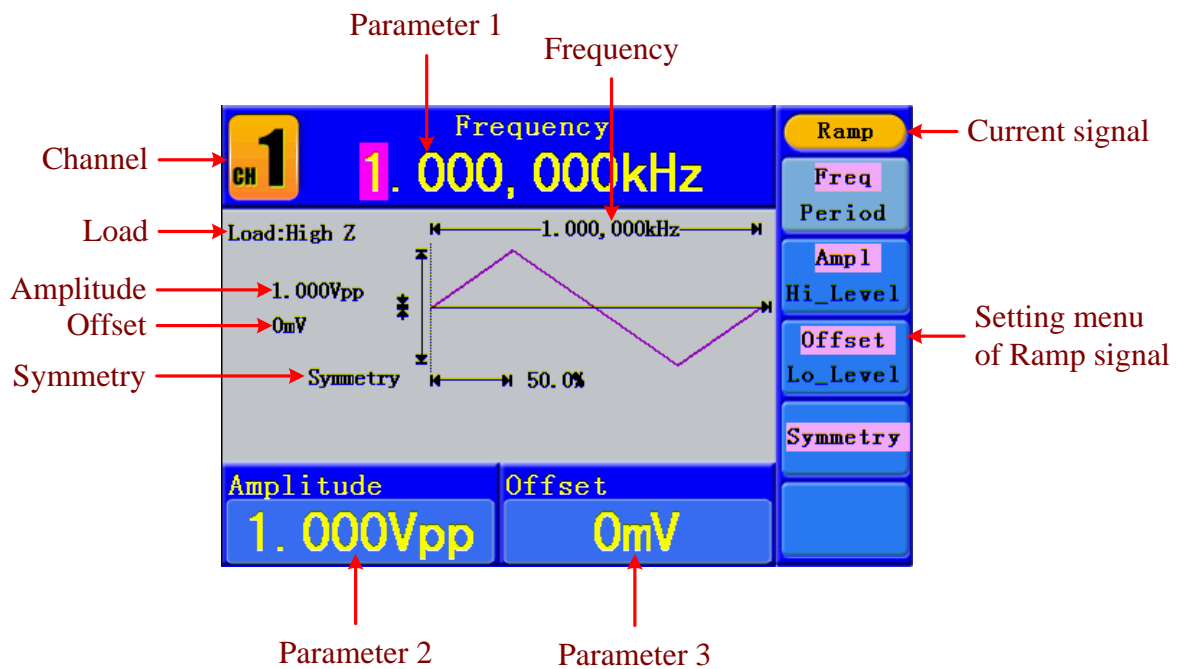 Parameter 1
Frequency
Frequency
Ramp
Current signal
Channel
CH 1
1.000,000kHz
Freq
Period
Load
Load:High Z
1.000,000kHz
Ampl
Hi_Level
Amplitude
1.000Vpp
Offset
0mV
Offset
Lo_Level
Setting menu
of Ramp signal
Symmetry
Symmetry
50.0%
Symmetry
Amplitude
Offset
1.000Vpp
0mV
Parameter 2
Parameter 3